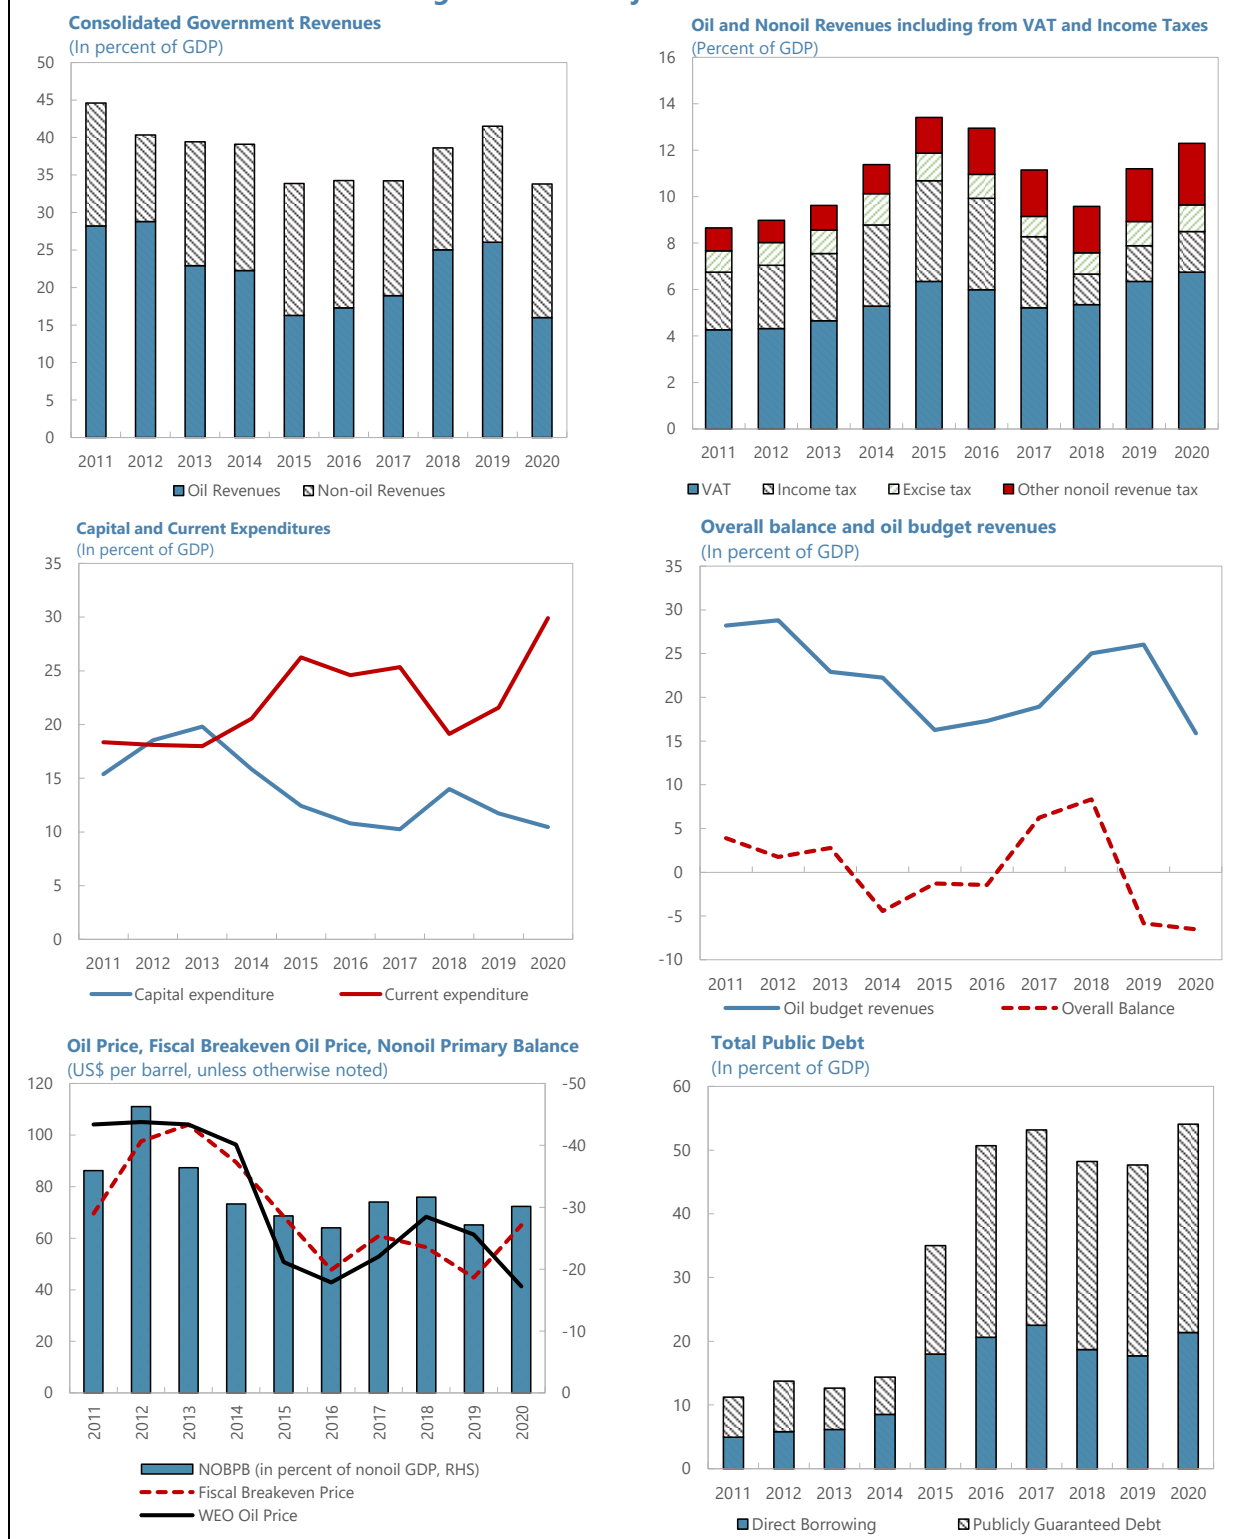 Consolidated Government Revenues
(In percent of GDP)
50
45
40
35
30
25
20
15
10
5
0
2011 2012 2013 2014 2015 2016 2017 2018 2019 2020
Oil Revenues Non-oil Revenues
Oil and Nonoil Revenues including from VAT and Income Taxes
(Percent of GDP)
16
14
12
10
8
6
4
2
0
2011 2012 2013 2014 2015 2016 2017 2018 2019 2020
VAT Income tax Excise tax Other nonoil revenue tax
Capital and Current Expenditures
(In percent of GDP)
35
30
25
20
15
10
5
0
2011 2012 2013 2014 2015 2016 2017 2018 2019 2020
Capital expenditure Current expenditure
Overall balance and oil budget revenues
(In percent of GDP)
35
30
25
20
15
10
5
0
-5
-10
2011 2012 2013 2014 2015 2016 2017 2018 2019 2020
Oil budget revenues Overall Balance
Oil Price, Fiscal Breakeven Oil Price, Nonoil Primary Balance
(US$ per barrel, unless otherwise noted)
120
100
80
60
40
20
0
-50
-40
-30
-20
-10
0
2011 2012 2013 2014 2015 2016 2017 2018 2019 2020
NOBPB (in percent of nonoil GDP, RHS)
Fiscal Breakeven Price
WEO Oil Price
Total Public Debt
(In percent of GDP)
60
50
40
30
20
10
0
2011 2012 2013 2014 2015 2016 2017 2018 2019 2020
Direct Borrowing Publicly Guaranteed Debt